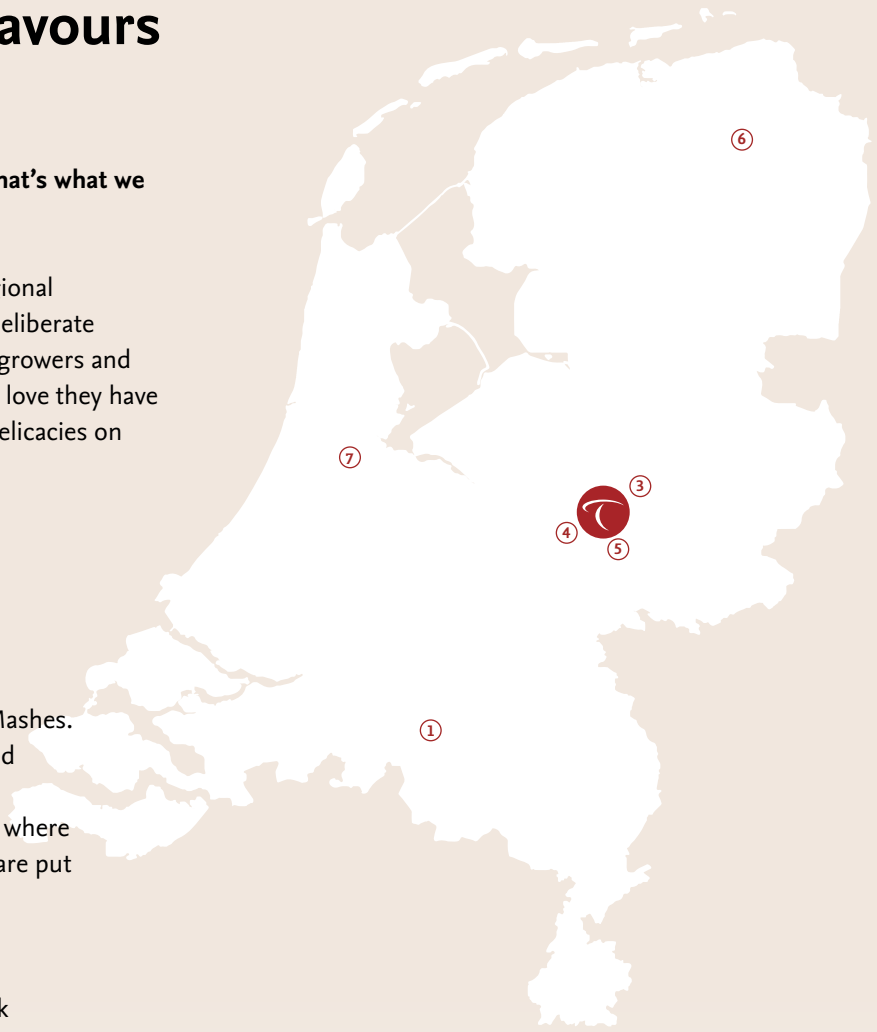 avours
hat’s what we
ional
eliberate
growers and
love they have
elicacies on
Mashes.
d
where
are put
k
6
7
3
4
5
1